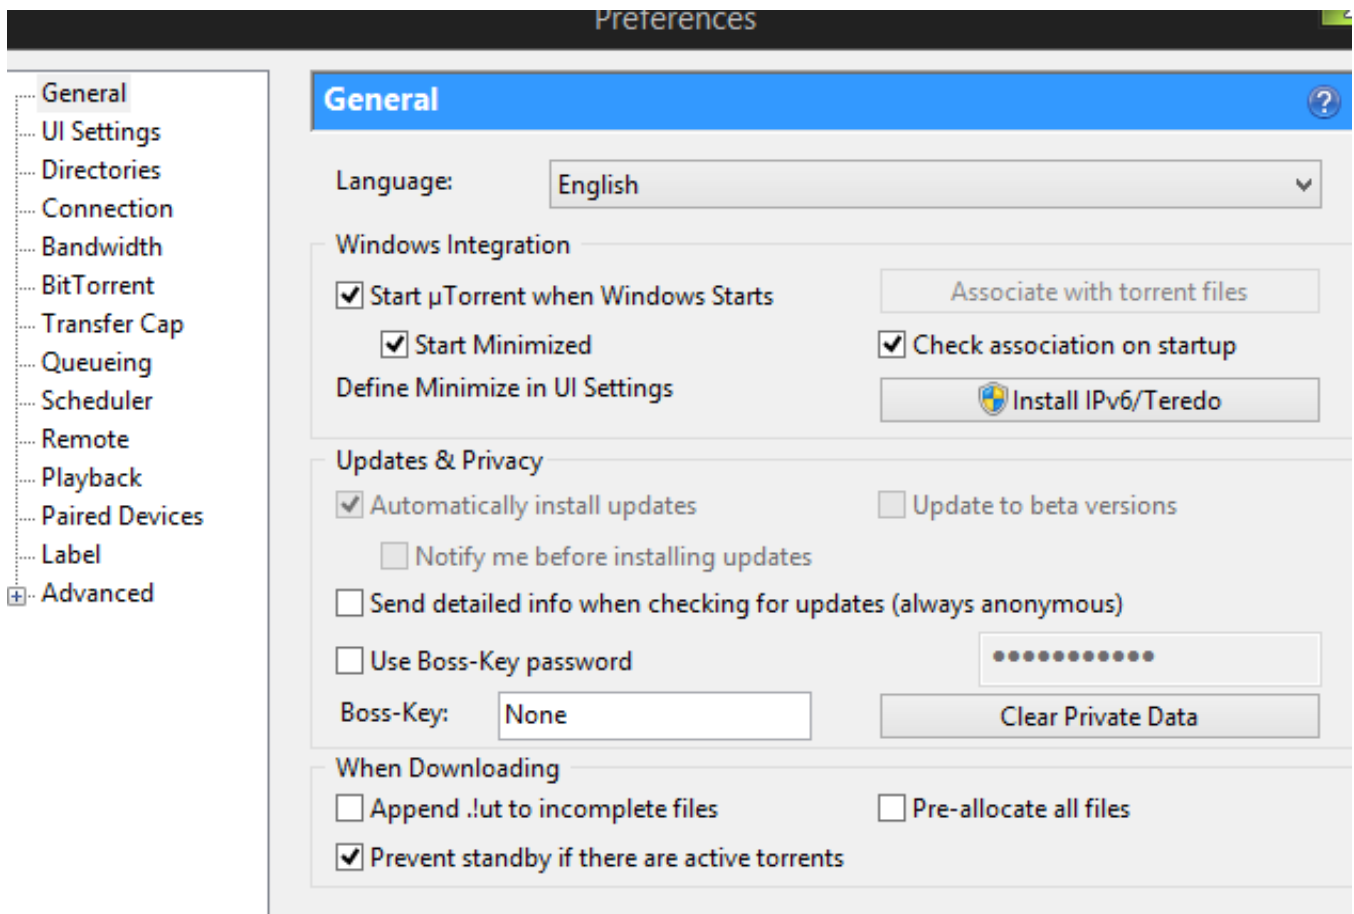 Preferences
General
UI Settings
Directories
Connection
Bandwidth
BitTorrent
Transfer Cap
Queueing
Scheduler
Remote
Playback
Paired Devices
Label
Advanced
General
Language: English
Windows Integration
Start µTorrent when Windows Starts Associate with torrent files
Start Minimized Check association on startup
Define Minimize in UI Settings Install IPv6/Teredo
Updates & Privacy
Automatically install updates Update to beta versions
Notify me before installing updates
Send detailed info when checking for updates (always anonymous)
Use Boss-Key password •••••••••••
Boss-Key: None Clear Private Data
When Downloading
Append .!ut to incomplete files Pre-allocate all files
Prevent standby if there are active torrents